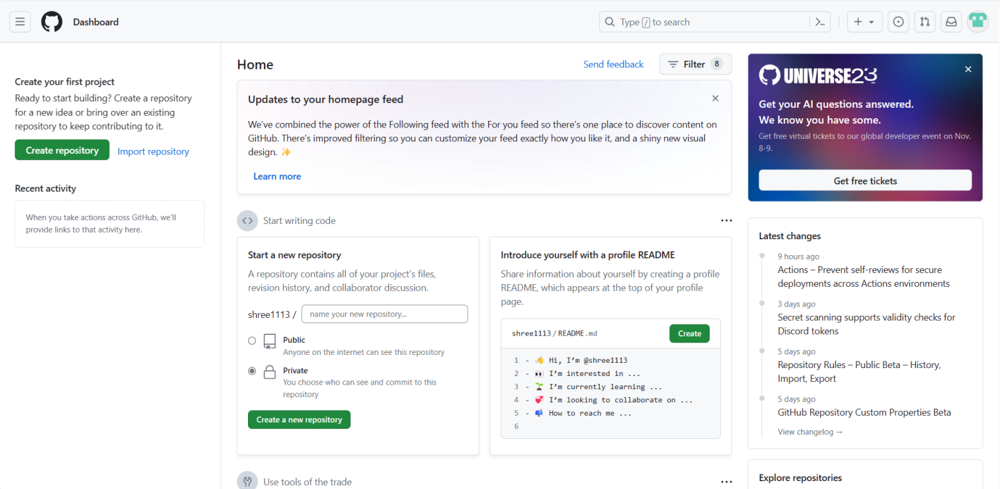 Dashboard
Type / to search
Create your first project
Ready to start building? Create a repository
for a new idea or bring over an existing
repository to keep contributing to it.
Create repository
Import repository
Recent activity
When you take actions across GitHub, we'll
provide links to that activity here.
Home
Send feedback
Filter 8
Updates to your homepage feed
We've combined the power of the Following feed with the For you feed so there's one place to discover content on
GitHub. There's improved filtering so you can customize your feed exactly how you like it, and a shiny new visual
design. ✨
Learn more
Start writing code
Start a new repository
A repository contains all of your project's files,
revision history, and collaborator discussion.
shree1113 /
name your new repository...
Public
Anyone on the internet can see this repository
Private
You choose who can see and commit to this
repository
Create a new repository
Introduce yourself with a profile README
Share information about yourself by creating a profile
README, which appears at the top of your profile
page.
shree1113 / README.md
Create
1 - 👋 Hi, I’m @shree1113
2 - 👀 I’m interested in ...
3 - 🌱 I’m currently learning ...
4 - 💞️ I’m looking to collaborate on ...
5 - 📫 How to reach me ...
6
Use tools of the trade
UNIVERSE23
Get your AI questions answered.
We know you have some.
Get free virtual tickets to our global developer event on Nov.
8-9.
Get free tickets
Latest changes
9 hours ago
Actions – Prevent self-reviews for secure
deployments across Actions environments
3 days ago
Secret scanning supports validity checks for
Discord tokens
5 days ago
Repository Rules – Public Beta – History,
Import, Export
5 days ago
GitHub Repository Custom Properties Beta
View changelog →
Explore repositories